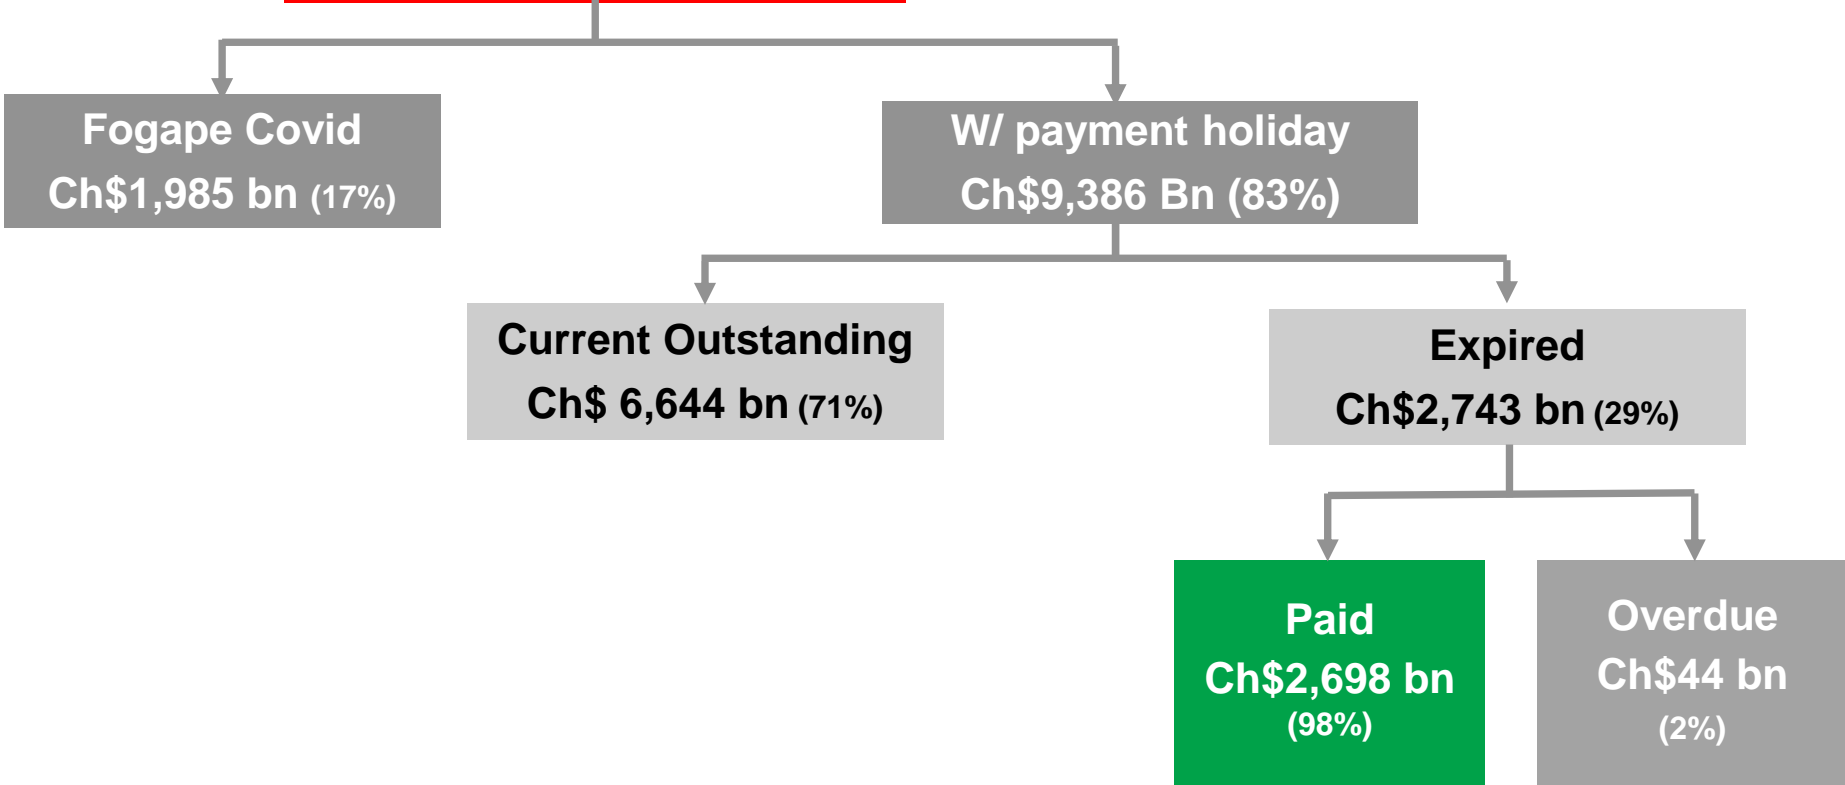 Fogape Covid
Ch$1,985 bn (17%)
W/ payment holiday
Ch$9,386 Bn (83%)
Current Outstanding
Ch$ 6,644 bn (71%)
Expired
Ch$2,743 bn (29%)
Paid
Ch$2,698 bn
(98%)
Overdue
Ch$44 bn
(2%)